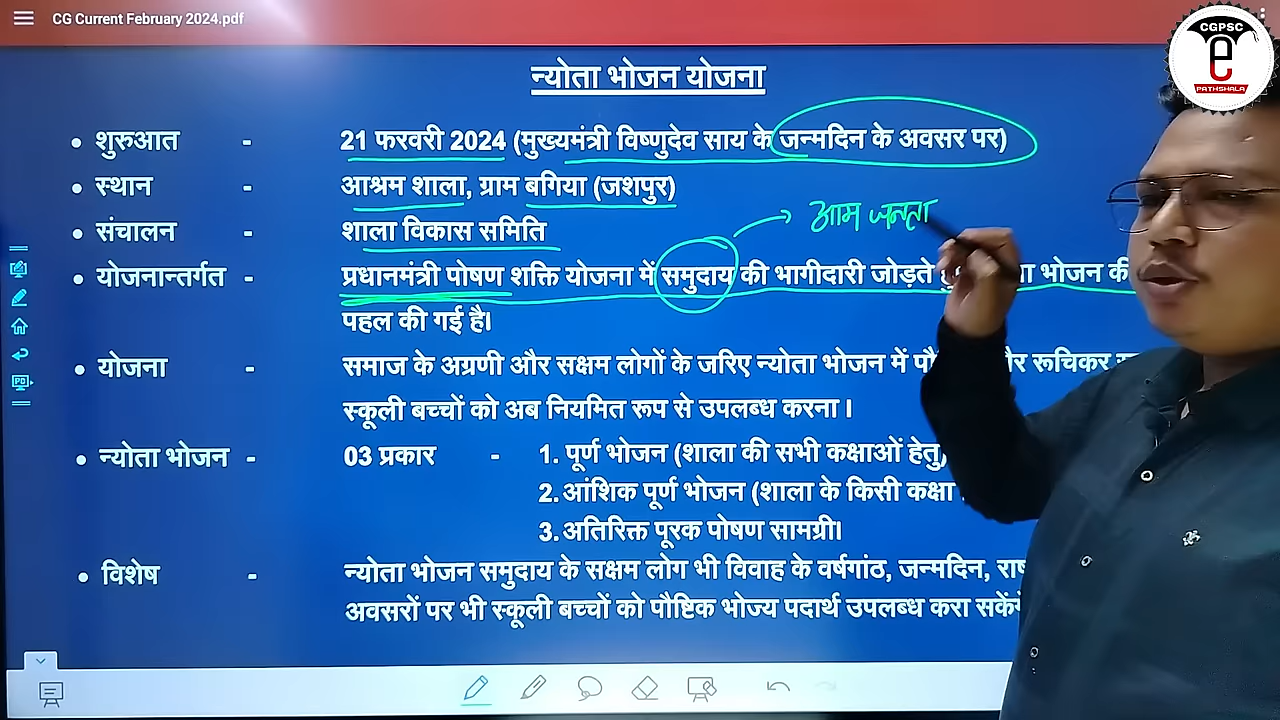 CG Current February 2024.pdf
CGPSC
e
PATHSHALA
न्योता भोजन योजना
• शुरुआत - 21 फरवरी 2024 (मुख्यमंत्री विष्णुदेव साय के जन्मदिन के अवसर पर)
• स्थान - आश्रम शाला, ग्राम बगिया (जशपुर)
आम जनता
• संचालन - शाला विकास समिति
• योजनान्तर्गत - प्रधानमंत्री पोषण शक्ति योजना में समुदाय की भागीदारी जोड़ते भोजन की
पहल की गई है।
• योजना - समाज के अग्रणी और सक्षम लोगों के जरिए न्योता भोजन में रूचिकर
स्कूली बच्चों को अब नियमित रूप से उपलब्ध करना ।
• न्योता भोजन - 03 प्रकार - 1. पूर्ण भोजन (शाला की सभी कक्षाओं हेतु)
2. आंशिक पूर्ण भोजन (शाला के किसी कक्षा
3. अतिरिक्त पूरक पोषण सामग्री।
• विशेष - न्योता भोजन समुदाय के सक्षम लोग भी विवाह के वर्षगांठ, जन्मदिन,
अवसरों पर भी स्कूली बच्चों को पौष्टिक भोज्य पदार्थ उपलब्ध करा